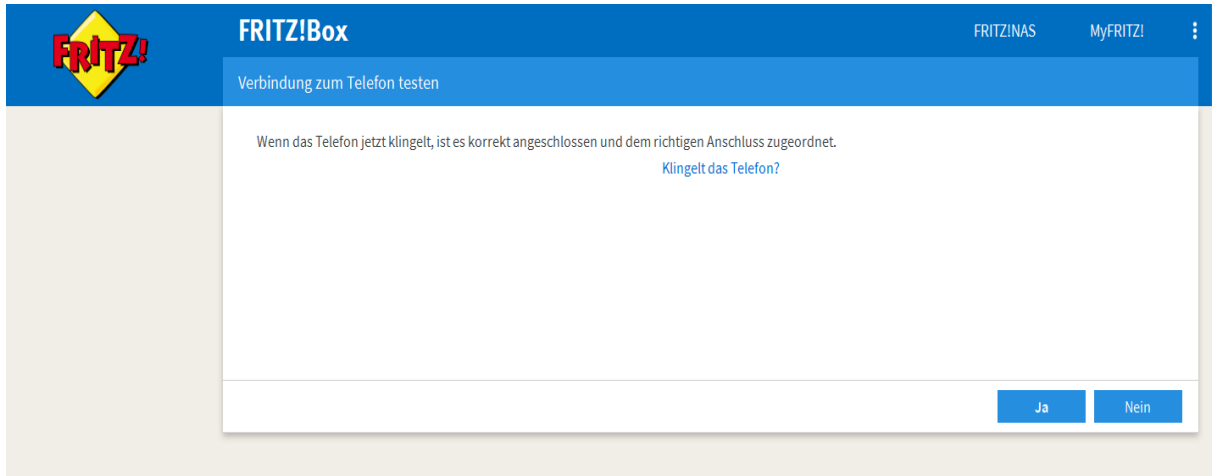 FRITZ!
FRITZ!Box
FRITZ!NAS MyFRITZ!
Verbindung zum Telefon testen
Wenn das Telefon jetzt klingelt, ist es korrekt angeschlossen und dem richtigen Anschluss zugeordnet.
Klingelt das Telefon?
Ja Nein